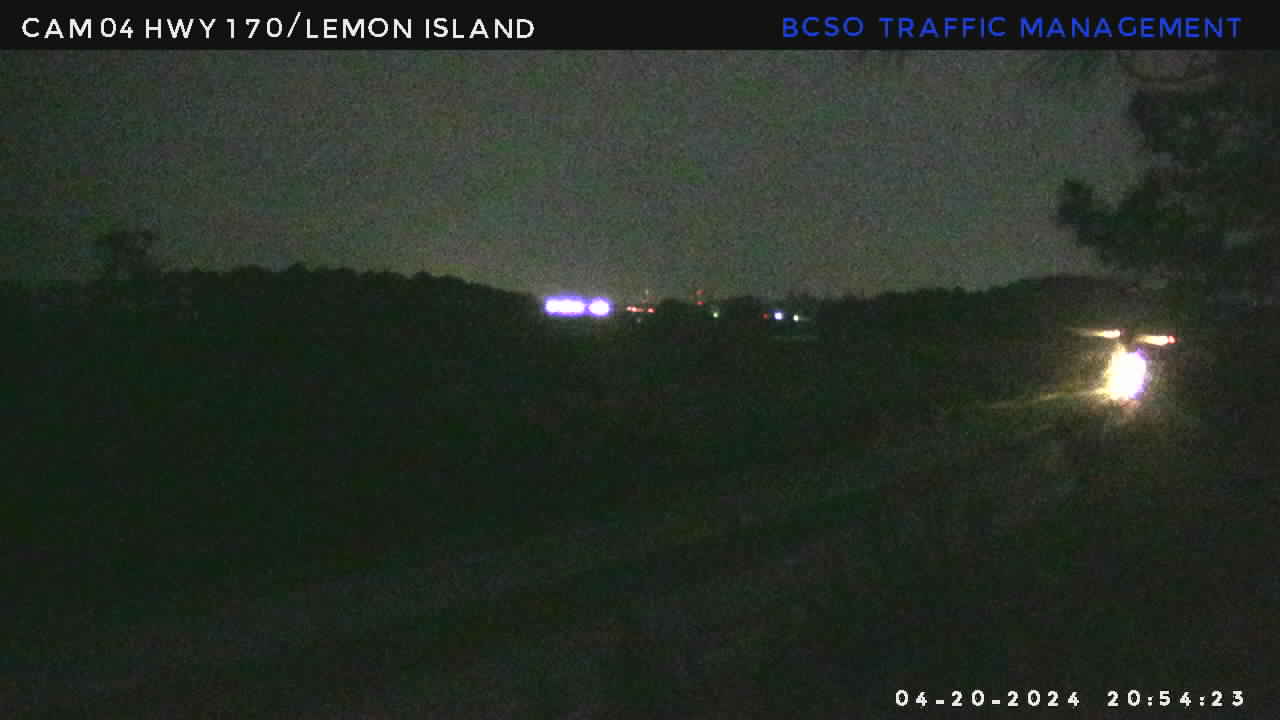 CAM04 HWY 170/LEMON ISLAND
BCSO TRAFFIC MANAGEMENT
04-20-2024 20:54:23